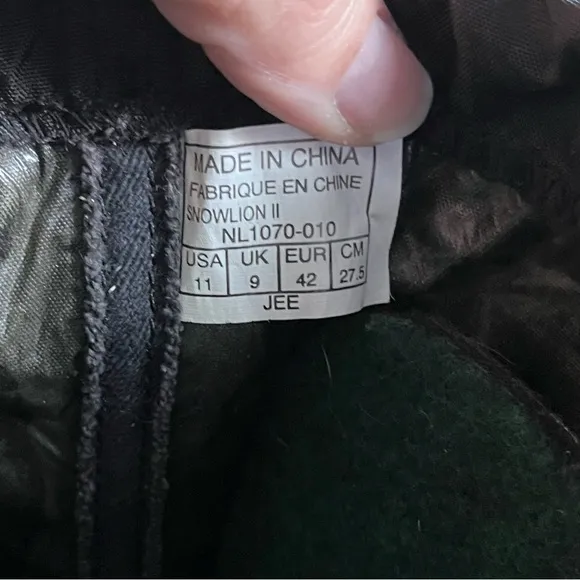 MADE IN CHINA
FABRIQUE EN CHINE
SNOWLION II
NL1070-010
USA UK EUR CM
11 9 42 27.5
JEE